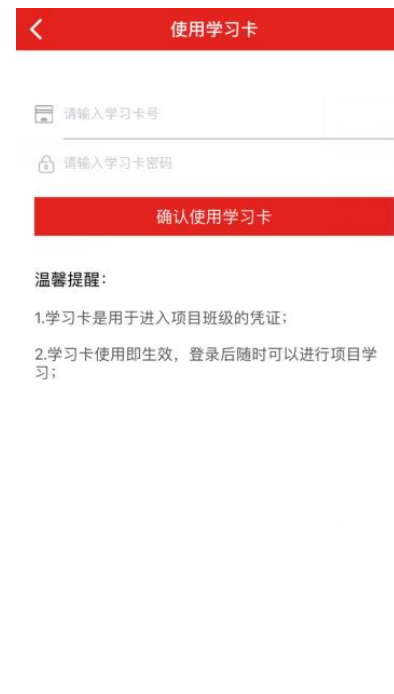 使用学习卡
请输入学习卡号
请输入学习卡密码
确认使用学习卡
温馨提醒：
1.学习卡是用于进入项目班级的凭证；
2.学习卡使用即生效，登录后随时可以进行项目学
习；